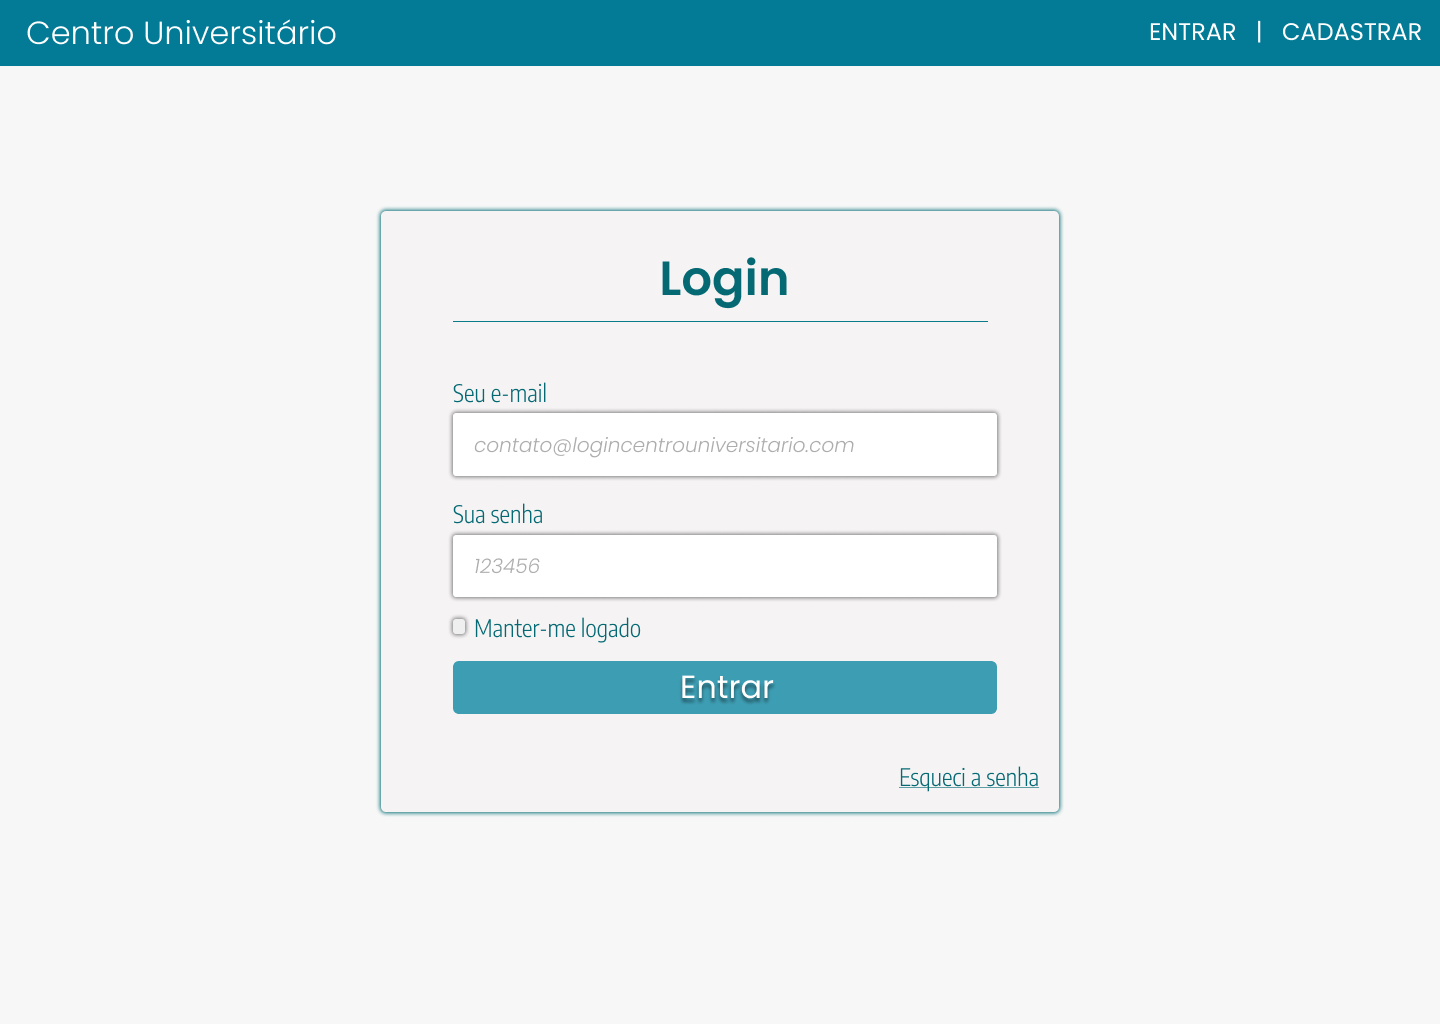 Centro Universitário
ENTRAR | CADASTRAR
Login
Seu e-mail
contato@logincentrouniversitario.com
Sua senha
123456
Manter-me logado
Entrar
Esqueci a senha